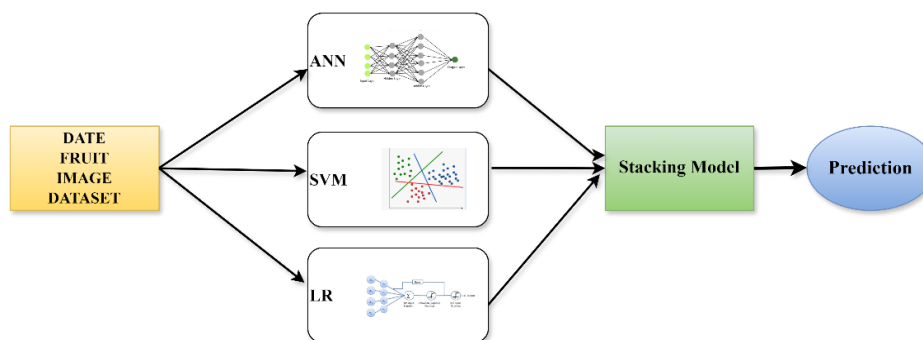 DATE
FRUIT
IMAGE
DATASET
ANN
SVM
LR
Stacking Model
Prediction